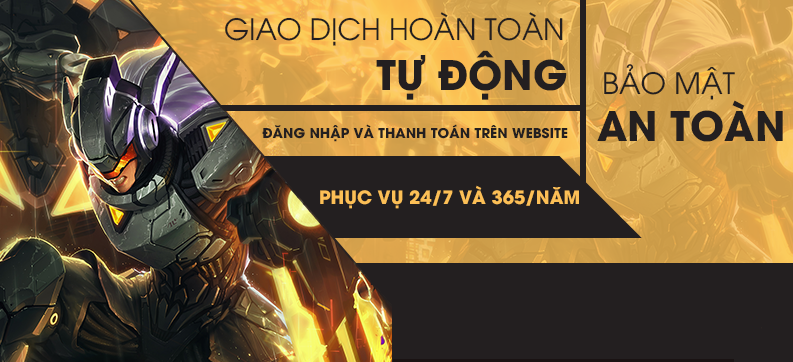 GIAO DỊCH HOÀN TOÀN
TỰ ĐỘNG
ĐĂNG NHẬP VÀ THANH TOÁN TRÊN WEBSITE
PHỤC VỤ 24/7 VÀ 365/NĂM
BẢO MẬT
AN TOÀN